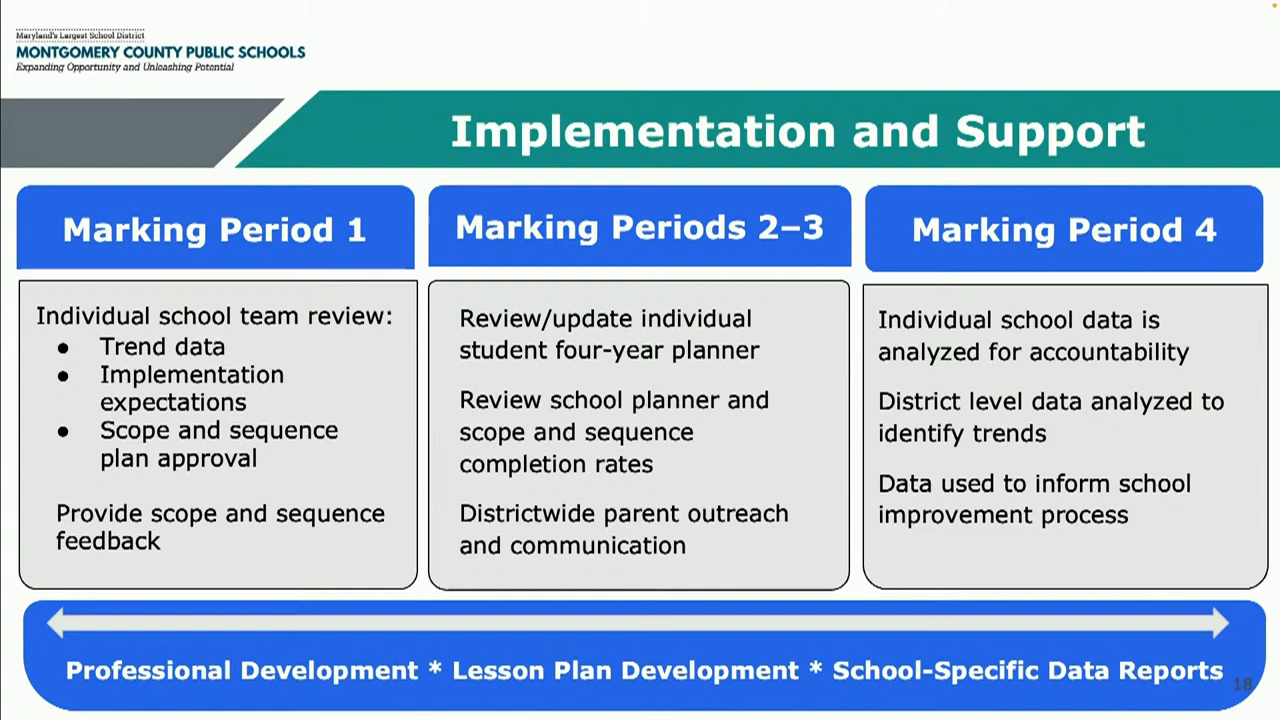 Maryland's Largest School District
MONTGOMERY COUNTY PUBLIC SCHOOLS
Expanding Opportunity and Unleashing Potential
Implementation and Support
Marking Period 1
Individual school team review:
● Trend data
● Implementation
expectations
● Scope and sequence
plan approval
Provide scope and sequence
feedback
Marking Periods 2–3
Review/update individual
student four-year planner
Review school planner and
scope and sequence
completion rates
Districtwide parent outreach
and communication
Marking Period 4
Individual school data is
analyzed for accountability
District level data analyzed to
identify trends
Data used to inform school
improvement process
Professional Development * Lesson Plan Development * School-Specific Data Reports
18